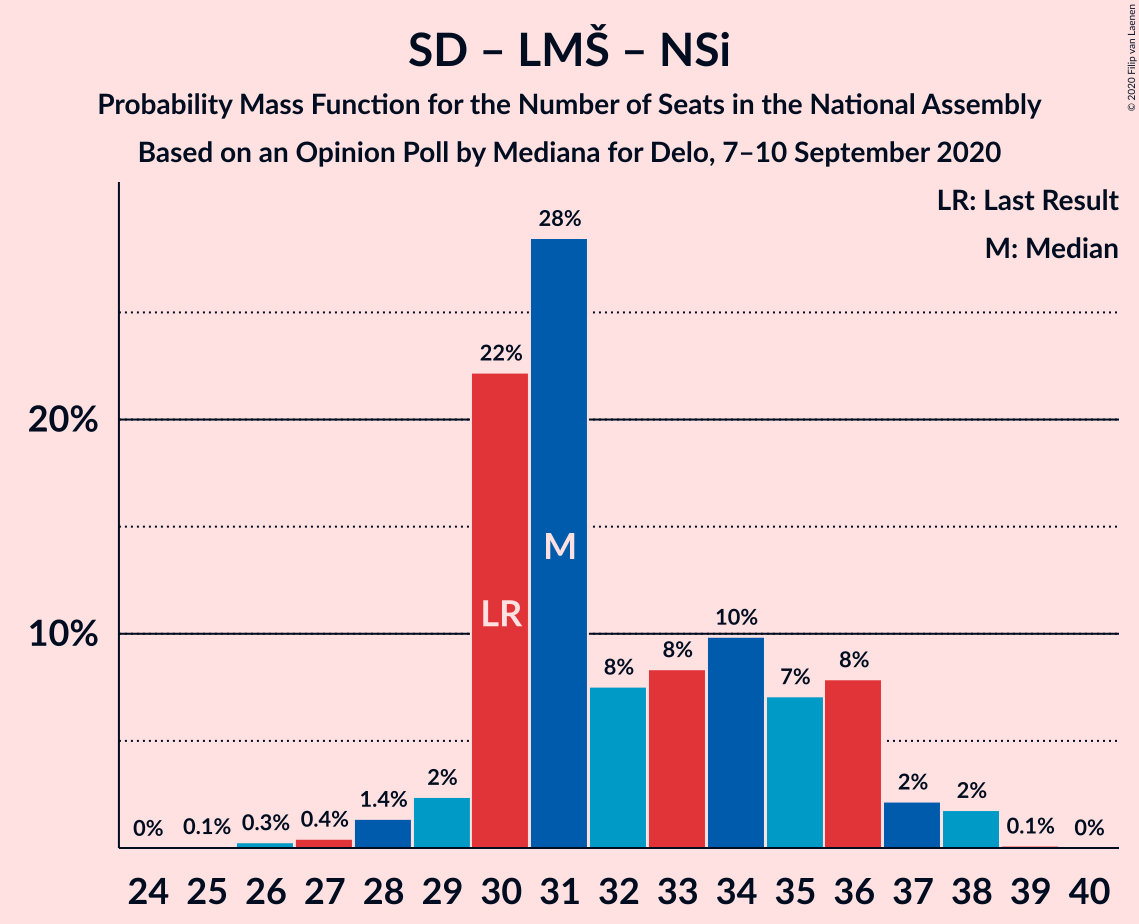 SD – LMŠ – NSi
Probability Mass Function for the Number of Seats in the National Assembly
Based on an Opinion Poll by Mediana for Delo, 7–10 September 2020
© 2020 Filip van Laenen
LR: Last Result
M: Median
20%
10%
0%
0.1%
0.3%
0.4%
1.4%
2%
22%
28%
8%
8%
10%
7%
8%
2%
2%
0.1%
0%
LR
M
24 25 26 27 28 29 30 31 32 33 34 35 36 37 38 39 40